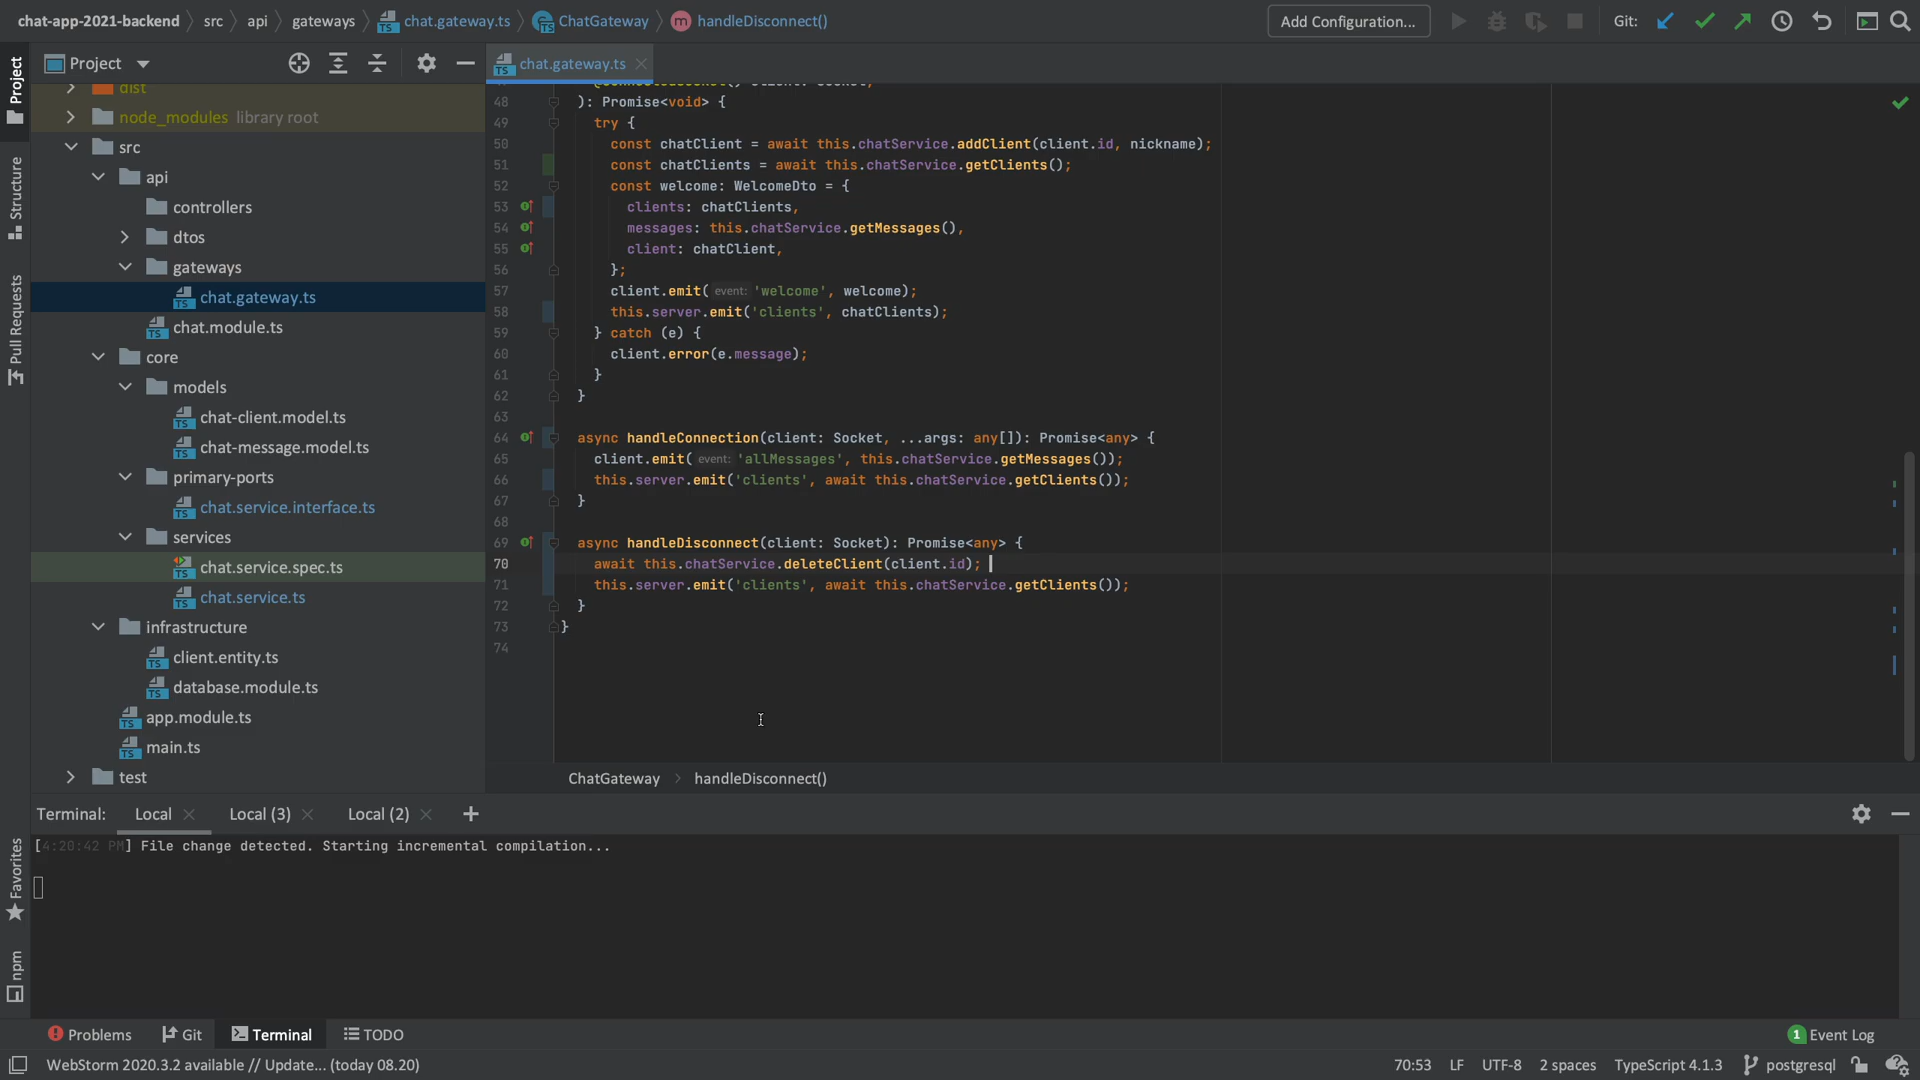 chat-app-2021-backend src api gateways chat.gateway.ts ChatGateway handleDisconnect() Add Configuration... Git:
Project
Project
Structure
Pull Requests
Favorites
npm
dist
node_modules library root
src
api
controllers
dtos
gateways
chat.gateway.ts
chat.module.ts
core
models
chat-client.model.ts
chat-message.model.ts
primary-ports
chat.service.interface.ts
services
chat.service.spec.ts
chat.service.ts
infrastructure
client.entity.ts
database.module.ts
app.module.ts
main.ts
test
chat.gateway.ts
48 ): Promise<void> {
49 try {
50 const chatClient = await this.chatService.addClient(client.id, nickname);
51 const chatClients = await this.chatService.getClients();
52 const welcome: WelcomeDto = {
53 clients: chatClients,
54 messages: this.chatService.getMessages(),
55 client: chatClient,
56 };
57 client.emit( event: 'welcome', welcome);
58 this.server.emit('clients', chatClients);
59 } catch (e) {
60 client.error(e.message);
61 }
62 }
63
64 async handleConnection(client: Socket, ...args: any[]): Promise<any> {
65 client.emit( event: 'allMessages', this.chatService.getMessages());
66 this.server.emit('clients', await this.chatService.getClients());
67 }
68
69 async handleDisconnect(client: Socket): Promise<any> {
70 await this.chatService.deleteClient(client.id);
71 this.server.emit('clients', await this.chatService.getClients());
72 }
73 }
74
ChatGateway handleDisconnect()
Terminal: Local Local (3) Local (2)
[4:20:42 PM] File change detected. Starting incremental compilation...
Problems Git Terminal TODO 1 Event Log
WebStorm 2020.3.2 available // Update... (today 08.20) 70:53 LF UTF-8 2 spaces TypeScript 4.1.3 postgresql